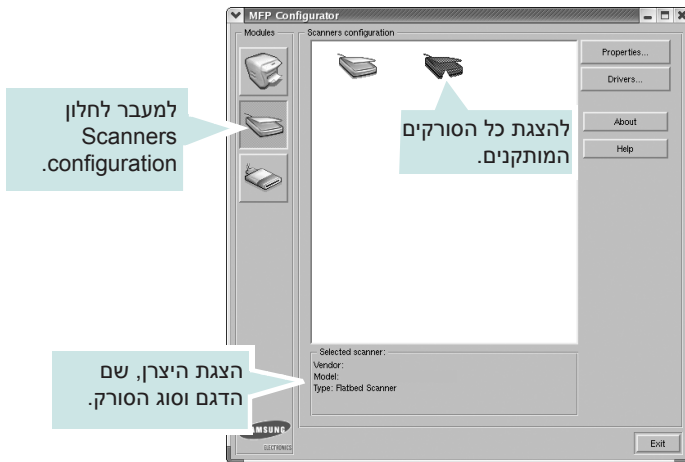 MFP Configurator
Modules
Scanners configuration
Properties...
Drivers...
About
Help
למעבר לחלון
Scanners
configuration.
להצגת כל הסורקים
המותקנים.
Selected scanner:
Vendor:
Model:
Type: Flatbed Scanner
הצגת היצרן, שם
הדגם וסוג הסורק.
SAMSUNG
ELECTRONICS
Exit